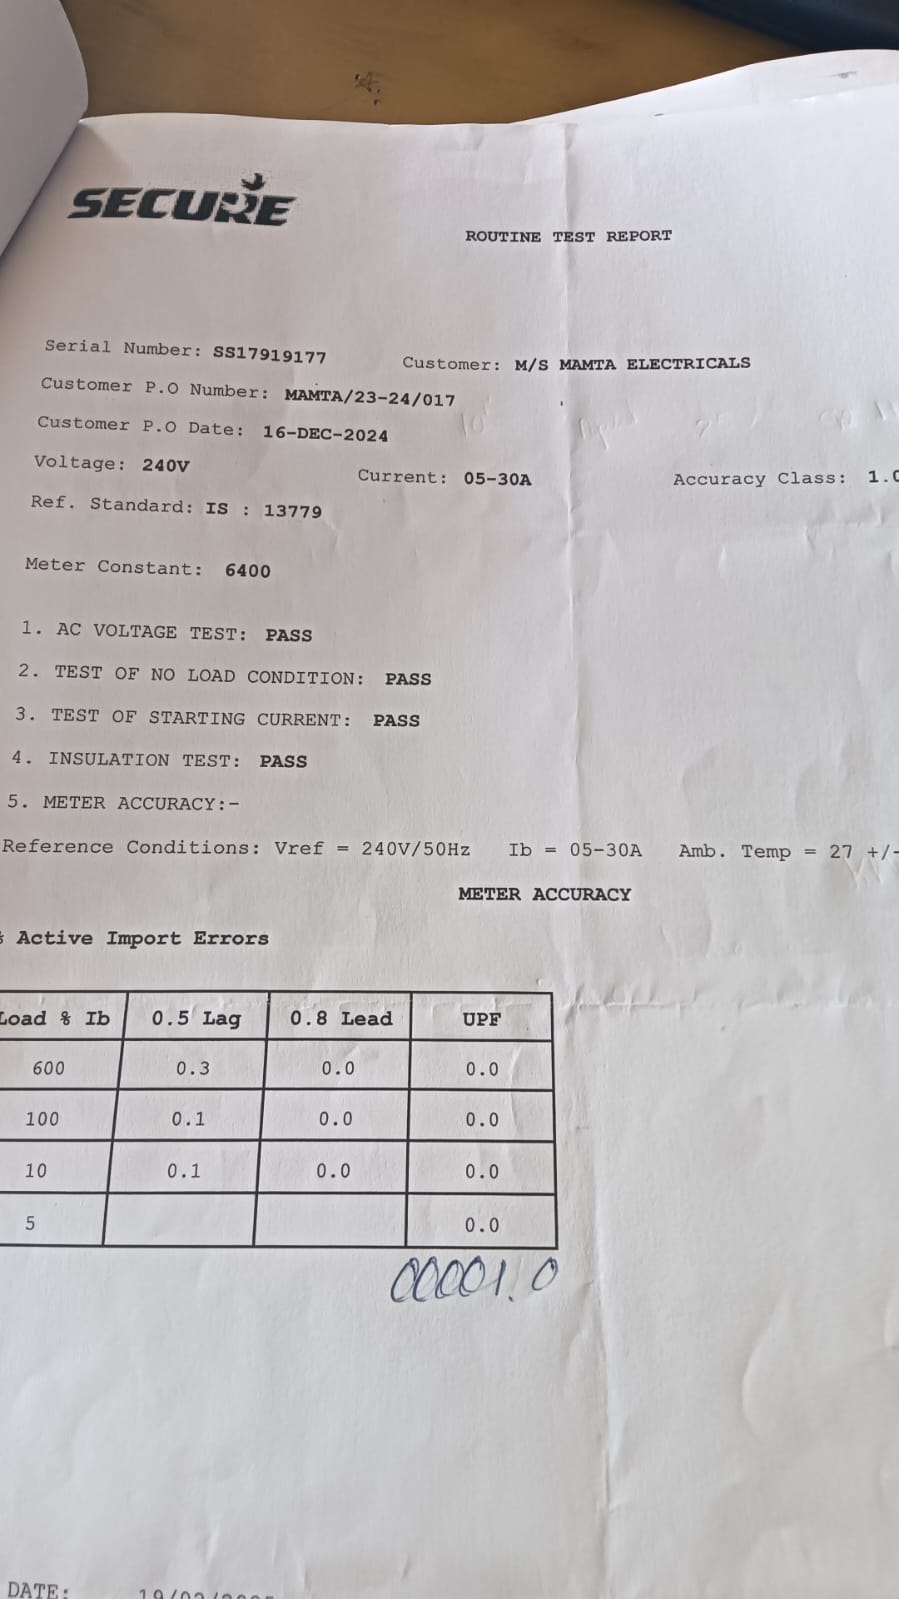 SECURE
ROUTINE TEST REPORT
Serial Number: SS17919177 Customer: M/S MAMTA ELECTRICALS
Customer P.O Number: MAMTA/23-24/017
Customer P.O Date: 16-DEC-2024
Voltage: 240V Current: 05-30A Accuracy Class: 1.0
Ref. Standard: IS : 13779
Meter Constant: 6400
1. AC VOLTAGE TEST: PASS
2. TEST OF NO LOAD CONDITION: PASS
3. TEST OF STARTING CURRENT: PASS
4. INSULATION TEST: PASS
5. METER ACCURACY:-
Reference Conditions: Vref = 240V/50Hz Ib = 05-30A Amb. Temp = 27 +/-
METER ACCURACY
% Active Import Errors
Load % Ib 0.5 Lag 0.8 Lead UPF
600 0.3 0.0 0.0
100 0.1 0.0 0.0
10 0.1 0.0 0.0
5 0.0
00001.0
DATE: